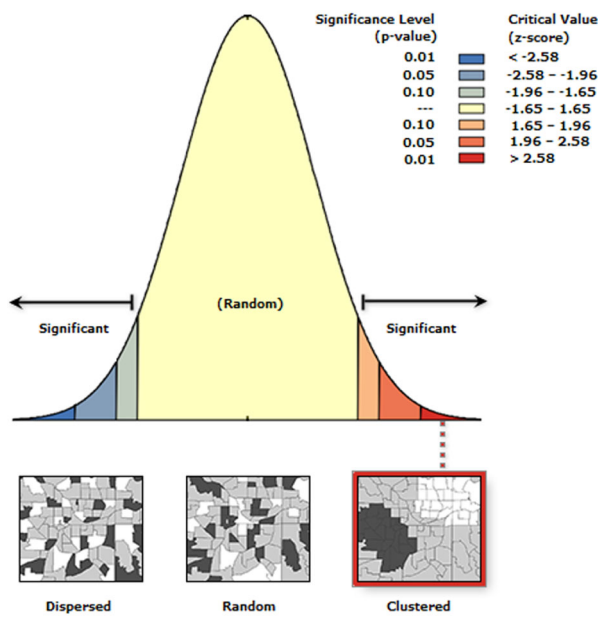 Significance Level Critical Value
(p-value) (z-score)
0.01 < -2.58
0.05 -2.58 – -1.96
0.10 -1.96 – -1.65
--- -1.65 – 1.65
0.10 1.65 – 1.96
0.05 1.96 – 2.58
0.01 > 2.58
(Random)
Significant Significant
Dispersed Random Clustered